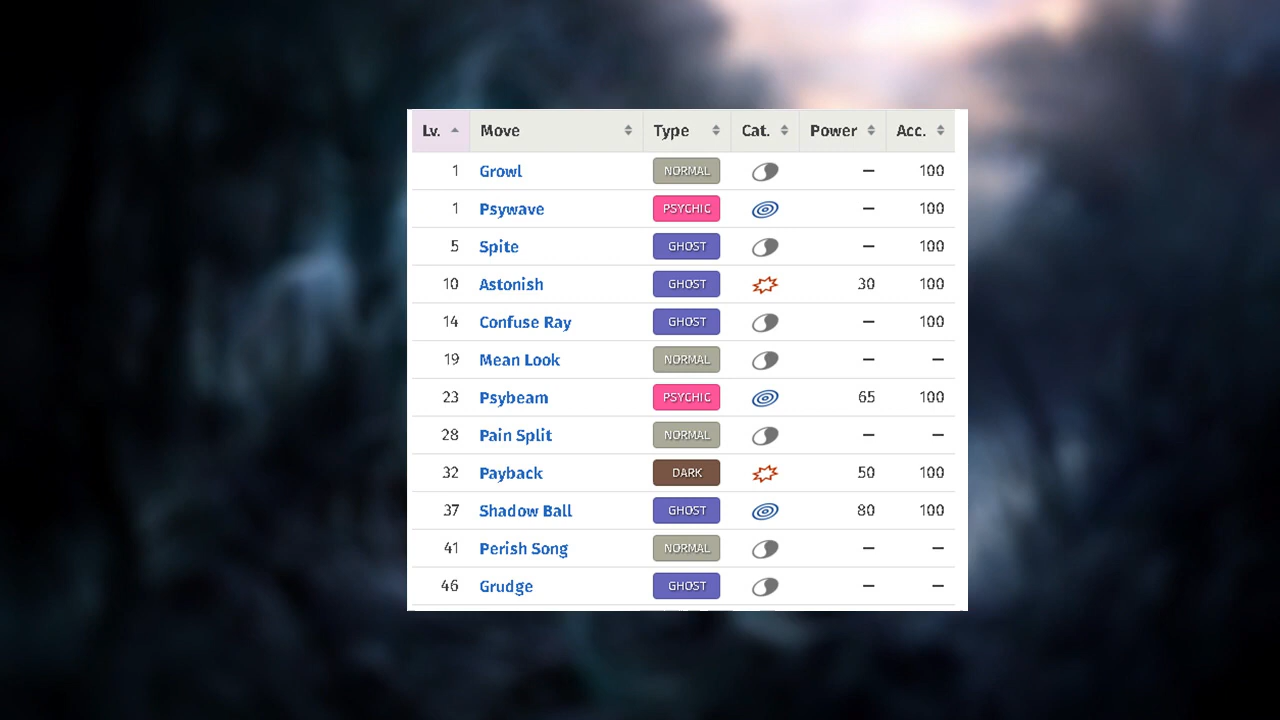 Lv. Move Type Cat. Power Acc.
1 Growl NORMAL — 100
1 Psywave PSYCHIC — 100
5 Spite GHOST — 100
10 Astonish GHOST 30 100
14 Confuse Ray GHOST — 100
19 Mean Look NORMAL — —
23 Psybeam PSYCHIC 65 100
28 Pain Split NORMAL — —
32 Payback DARK 50 100
37 Shadow Ball GHOST 80 100
41 Perish Song NORMAL — —
46 Grudge GHOST — —